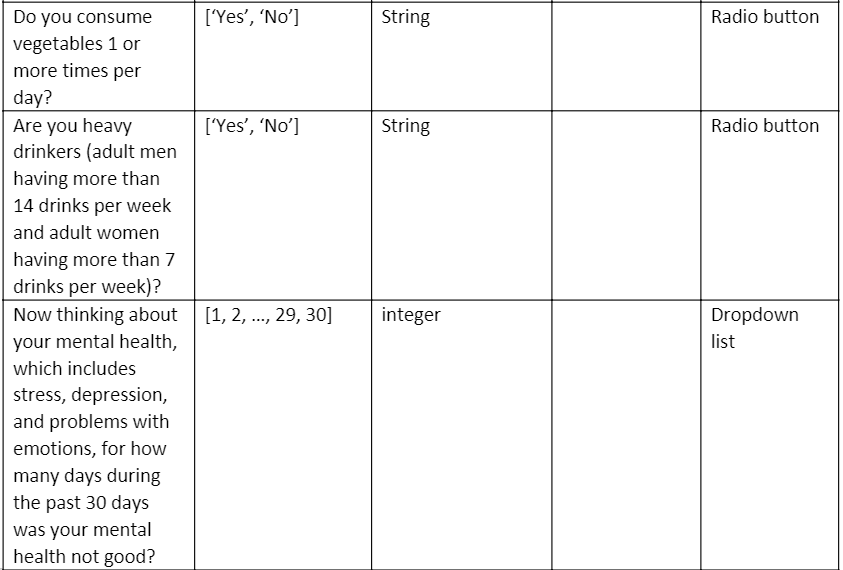 Do you consume
vegetables 1 or
more times per
day?
[‘Yes’, ‘No’]
String
Radio button
Are you heavy
drinkers (adult men
having more than
14 drinks per week
and adult women
having more than 7
drinks per week)?
[‘Yes’, ‘No’]
String
Radio button
Now thinking about
your mental health,
which includes
stress, depression,
and problems with
emotions, for how
many days during
the past 30 days
was your mental
health not good?
[1, 2, …, 29, 30]
integer
Dropdown
list